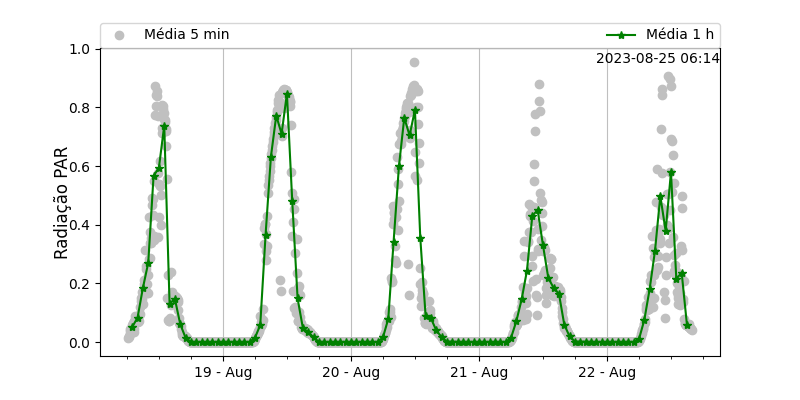 Média 5 min
Média 1 h
2023-08-25 06:14
Radiação PAR
1.0
0.8
0.6
0.4
0.2
0.0
19 - Aug
20 - Aug
21 - Aug
22 - Aug